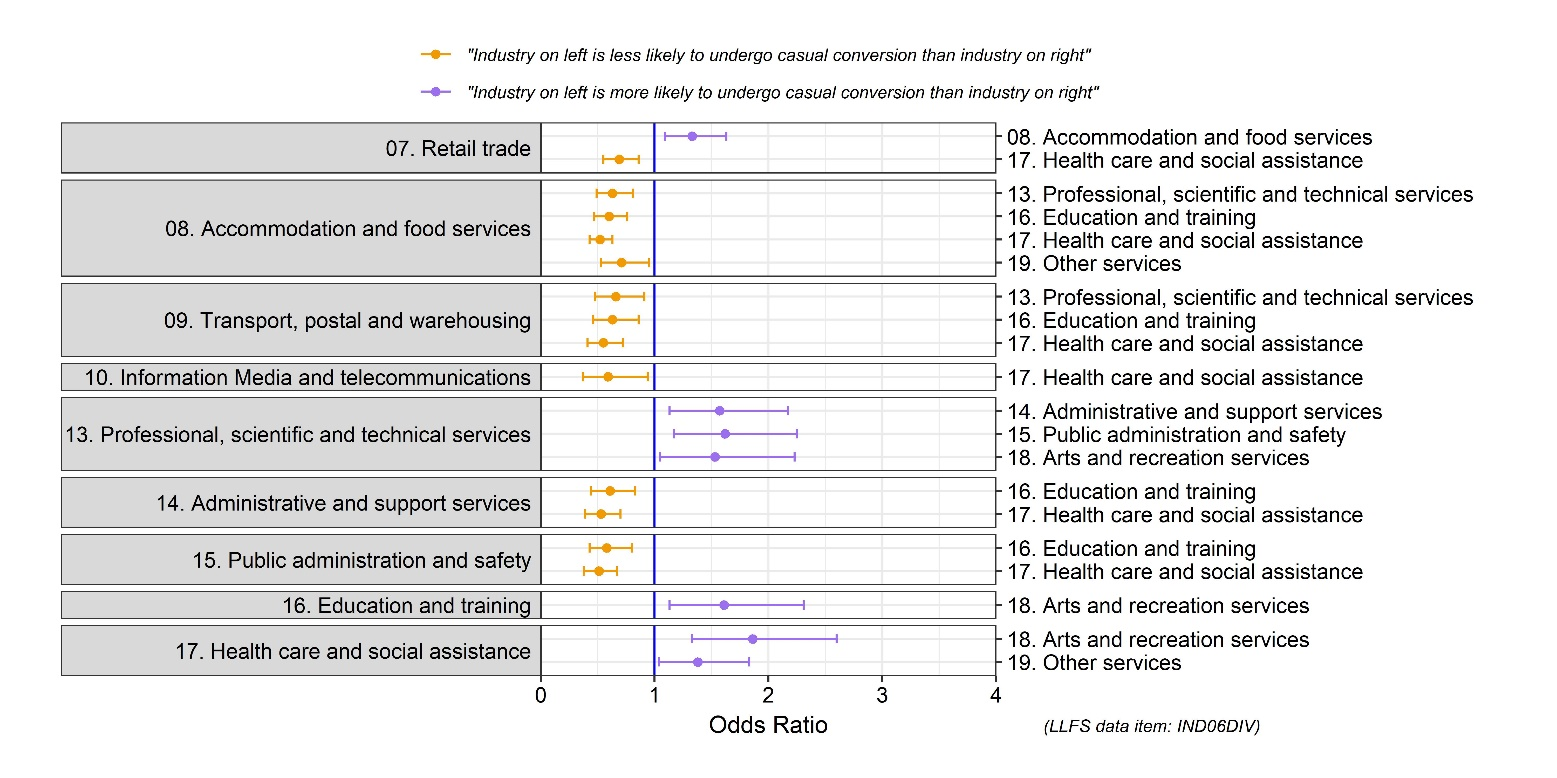 "Industry on left is less likely to undergo casual conversion than industry on right"
"Industry on left is more likely to undergo casual conversion than industry on right"
07. Retail trade
08. Accommodation and food services
17. Health care and social assistance
08. Accommodation and food services
13. Professional, scientific and technical services
16. Education and training
17. Health care and social assistance
19. Other services
09. Transport, postal and warehousing
13. Professional, scientific and technical services
16. Education and training
17. Health care and social assistance
10. Information Media and telecommunications
17. Health care and social assistance
13. Professional, scientific and technical services
14. Administrative and support services
15. Public administration and safety
18. Arts and recreation services
14. Administrative and support services
16. Education and training
17. Health care and social assistance
15. Public administration and safety
16. Education and training
17. Health care and social assistance
16. Education and training
18. Arts and recreation services
17. Health care and social assistance
18. Arts and recreation services
19. Other services
0 1 2 3 4
Odds Ratio
(LLFS data item: IND06DIV)